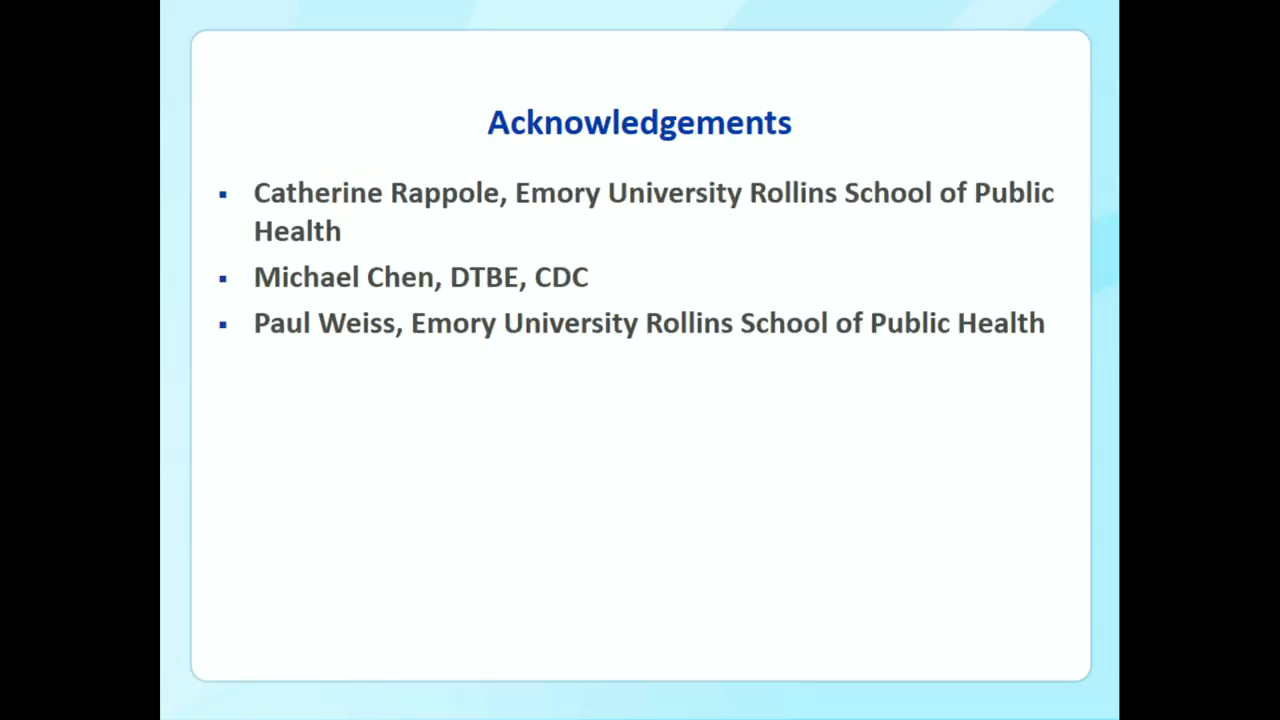 Acknowledgements
▪ Catherine Rappole, Emory University Rollins School of Public
Health
▪ Michael Chen, DTBE, CDC
▪ Paul Weiss, Emory University Rollins School of Public Health